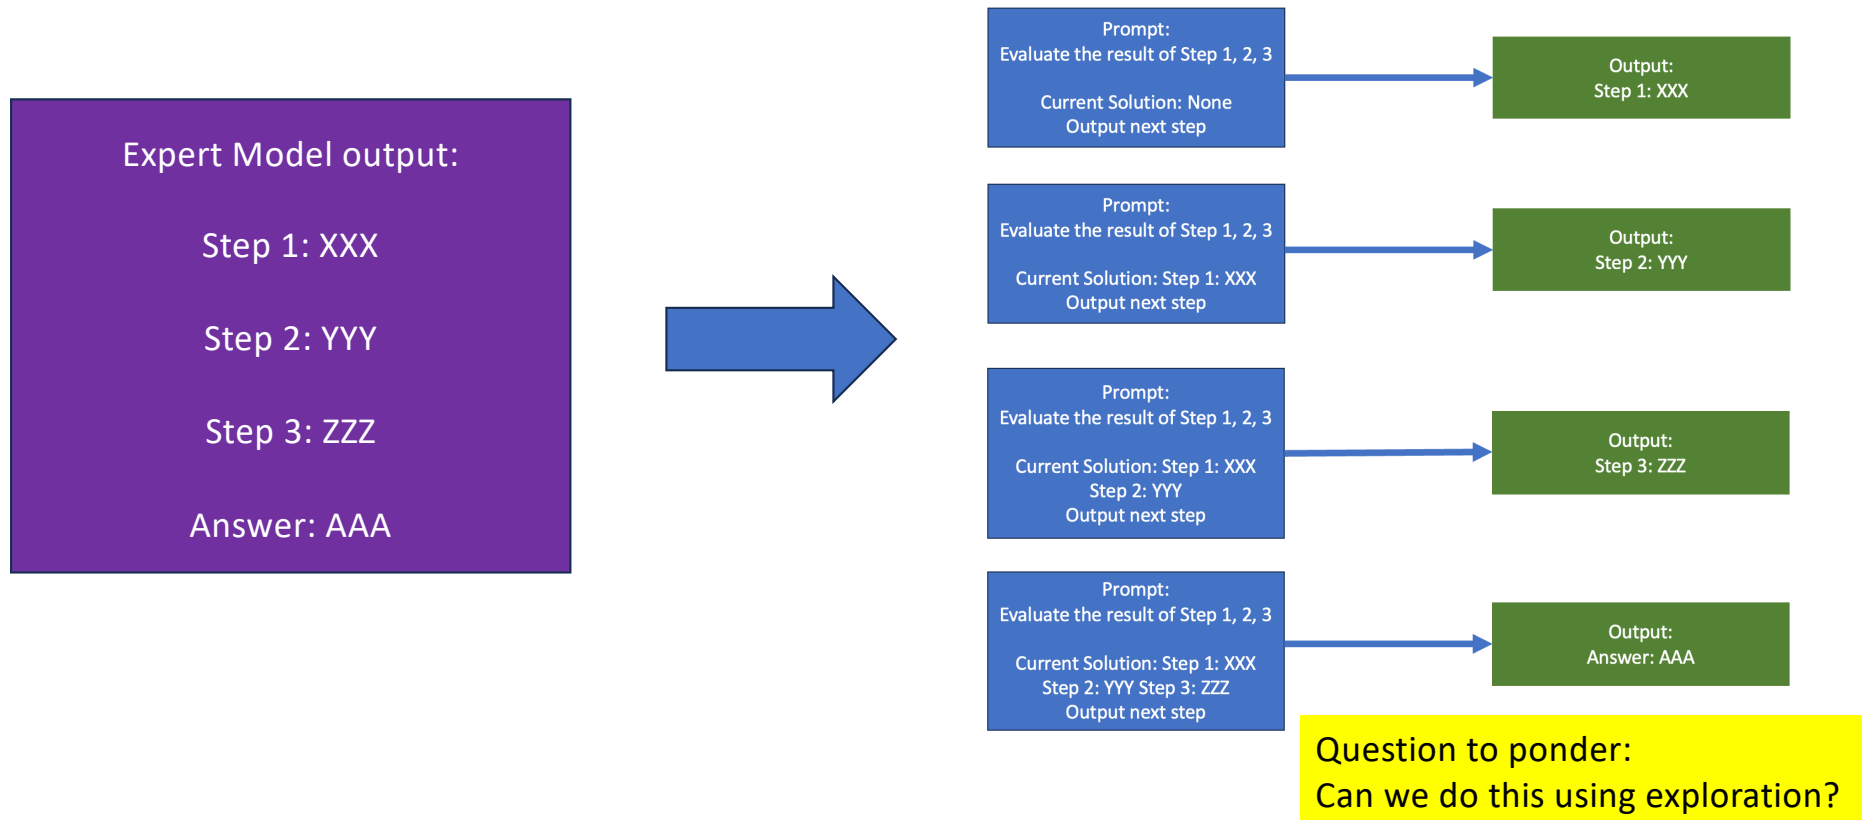 Expert Model output:
Step 1: XXX
Step 2: YYY
Step 3: ZZZ
Answer: AAA
Prompt:
Evaluate the result of Step 1, 2, 3
Current Solution: None
Output next step
Output:
Step 1: XXX
Prompt:
Evaluate the result of Step 1, 2, 3
Current Solution: Step 1: XXX
Output next step
Output:
Step 2: YYY
Prompt:
Evaluate the result of Step 1, 2, 3
Current Solution: Step 1: XXX
Step 2: YYY
Output next step
Output:
Step 3: ZZZ
Prompt:
Evaluate the result of Step 1, 2, 3
Current Solution: Step 1: XXX
Step 2: YYY Step 3: ZZZ
Output next step
Output:
Answer: AAA
Question to ponder:
Can we do this using exploration?